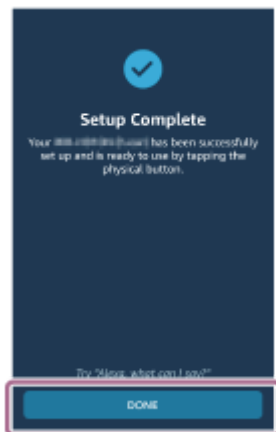 Setup Complete
Your has been successfully
set up and is ready to use by tapping the
physical button.
Try "Alexa, what can I say?"
DONE